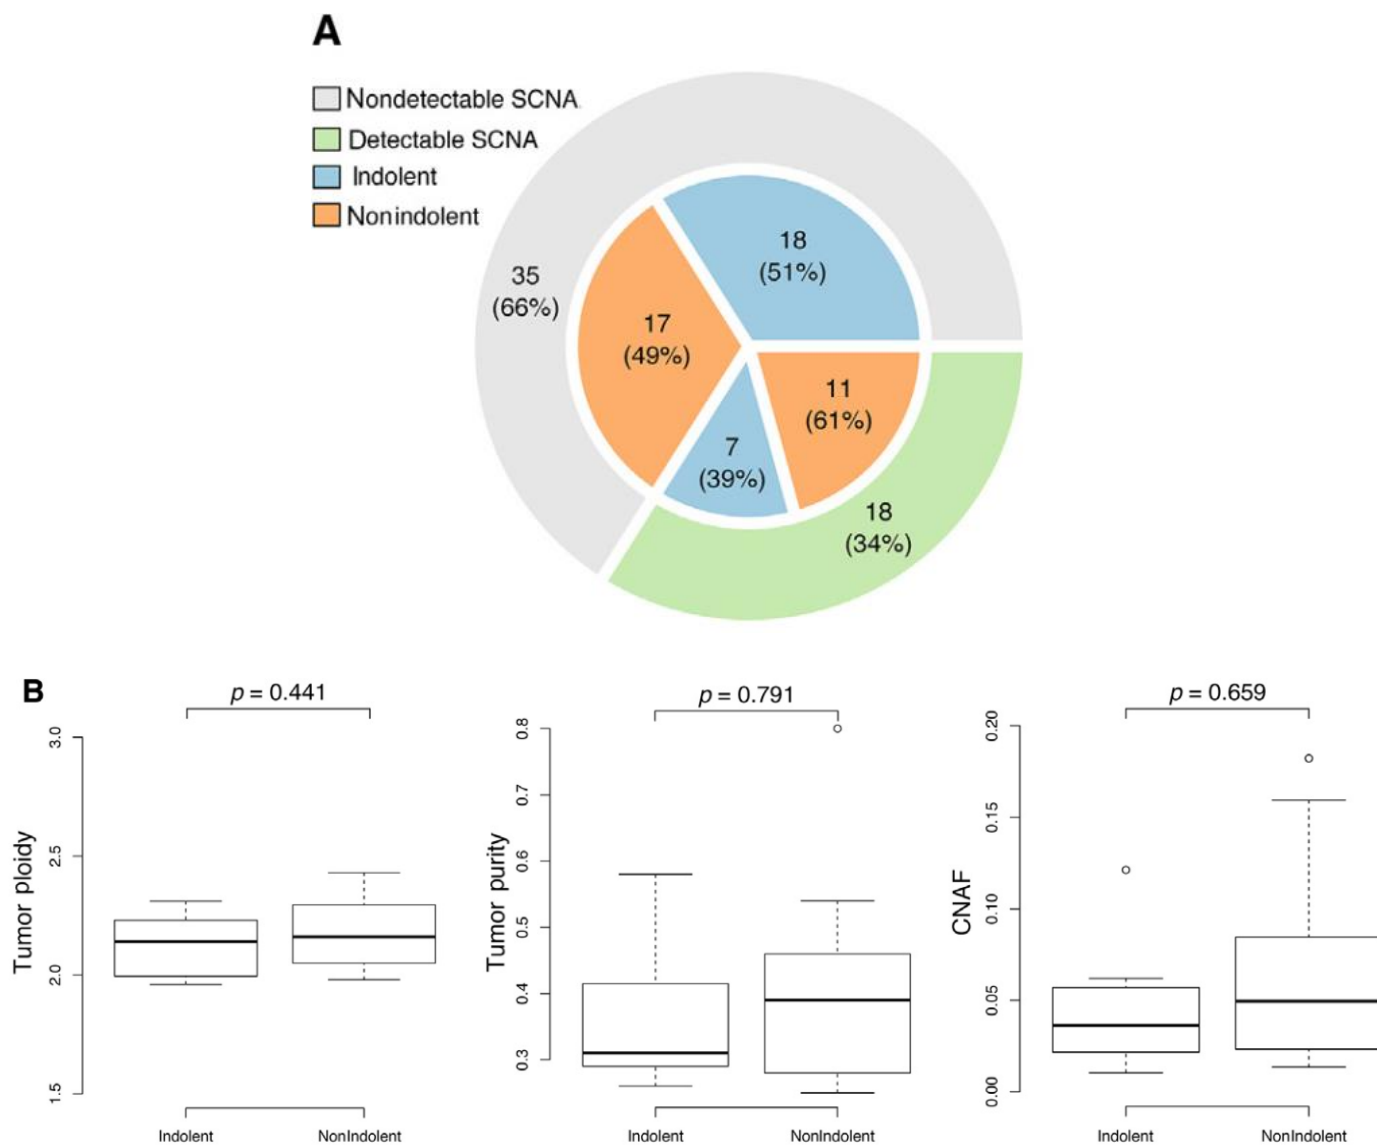 A
Nondetectable SCNA
Detectable SCNA
Indolent
Nonindolent
18
(51%)
35
(66%)
17
(49%)
11
(61%)
7
(39%)
18
(34%)
B
p = 0.441
Tumor ploidy
3.0
2.5
2.0
1.5
Indolent
NonIndolent
p = 0.791
Tumor purity
0.8
0.7
0.6
0.5
0.4
0.3
Indolent
NonIndolent
p = 0.659
CNAF
0.20
0.15
0.10
0.05
0.00
Indolent
NonIndolent